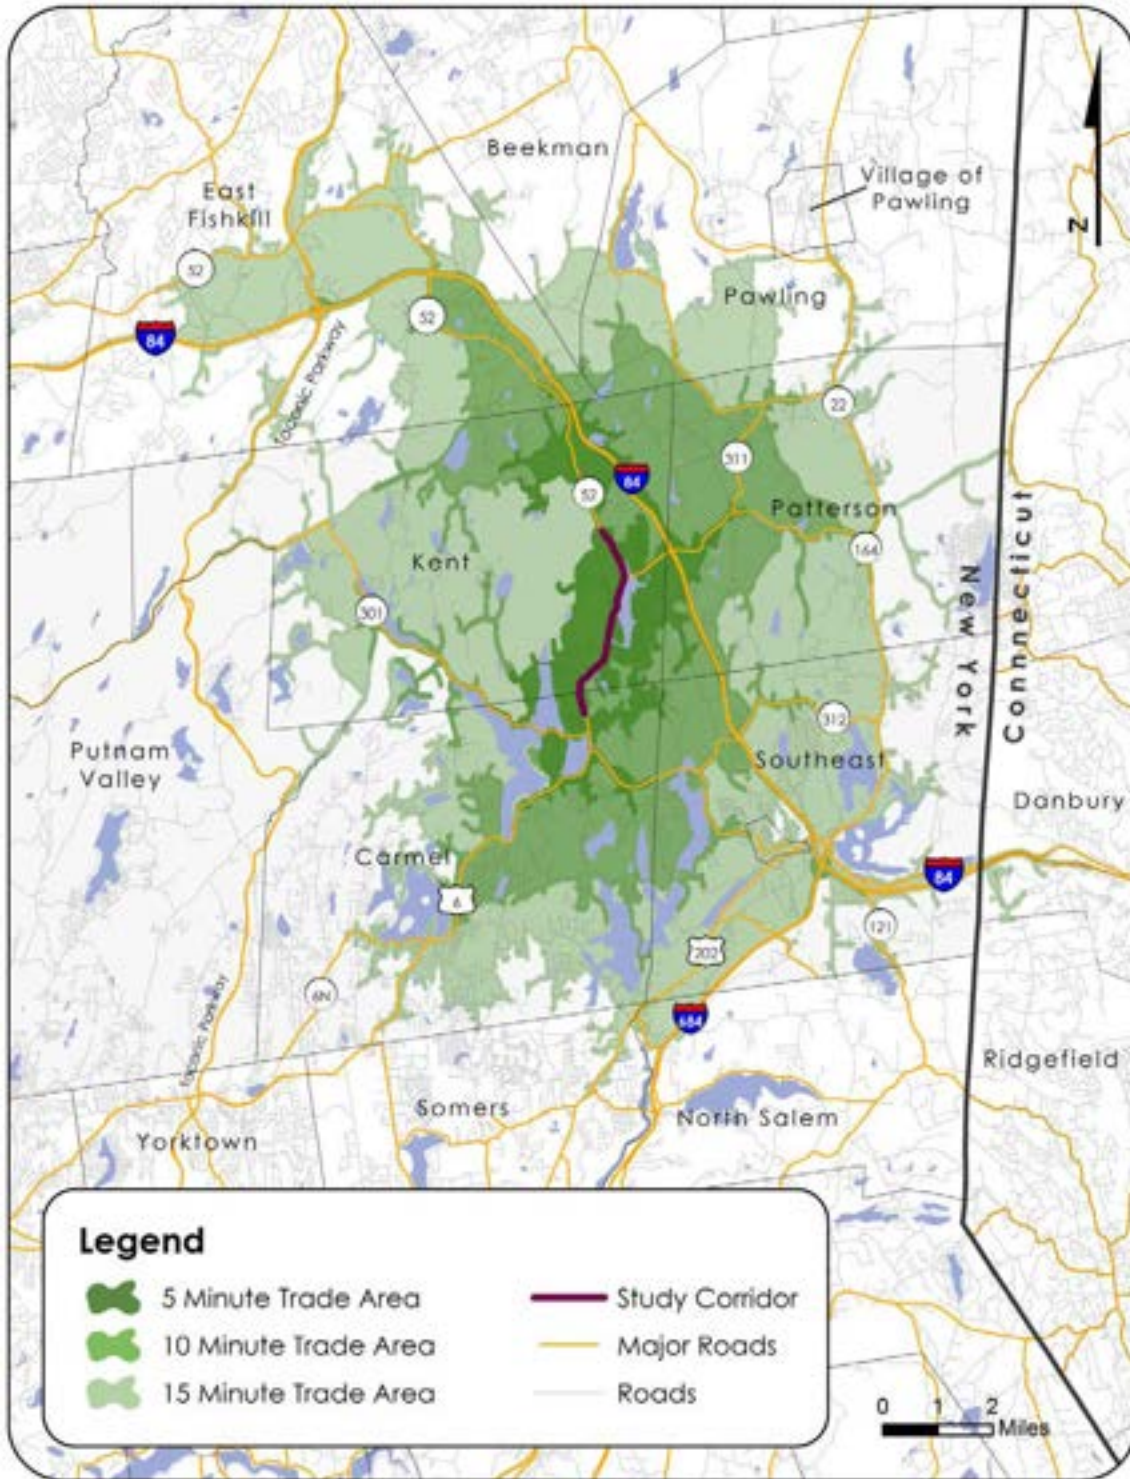 Beekman
East
Fishkill
Village of
Pawling
N
52
Pawling
52
84
Taconic Parkway
22
311
84
52
Patterson
Kent
164
New York
Connnecticut
301
312
Putnam
Valley
Southeast
Danbury
Carmel
84
6
121
202
6N
684
Taconic Parkway
Ridgefield
Somers
North Salem
Yorktown
Legend
5 Minute Trade Area
Study Corridor
10 Minute Trade Area
Major Roads
15 Minute Trade Area
Roads
0 1 2
Miles